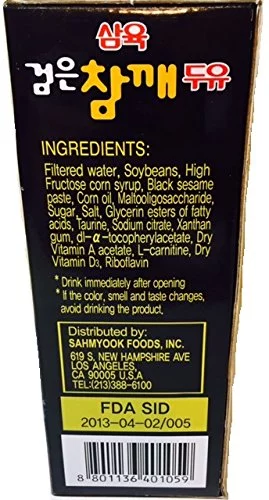 삼육
검은참깨두유
INGREDIENTS:
Filtered water, Soybeans, High
Fructose corn syrup, Black sesame
paste, Corn oil, Maltooligosaccharide,
Sugar, Salt, Glycerin esters of fatty
acids, Taurine, Sodium citrate, Xanthan
gum, dl-α-tocopherylacetate, Dry
Vitamin A acetate, L-carnitine, Dry
Vitamin D₃, Riboflavin
* Drink immediately after opening
* If the color, smell and taste changes,
avoid drinking the product.
Distributed by:
SAHMYOOK FOODS, INC.
619 S, NEW HAMPSHIRE AVE
LOS ANGELES,
CA 90005 U.S.A
TEL:(213)388-6100
FDA SID
2013-04-02/005
8 801136 401059